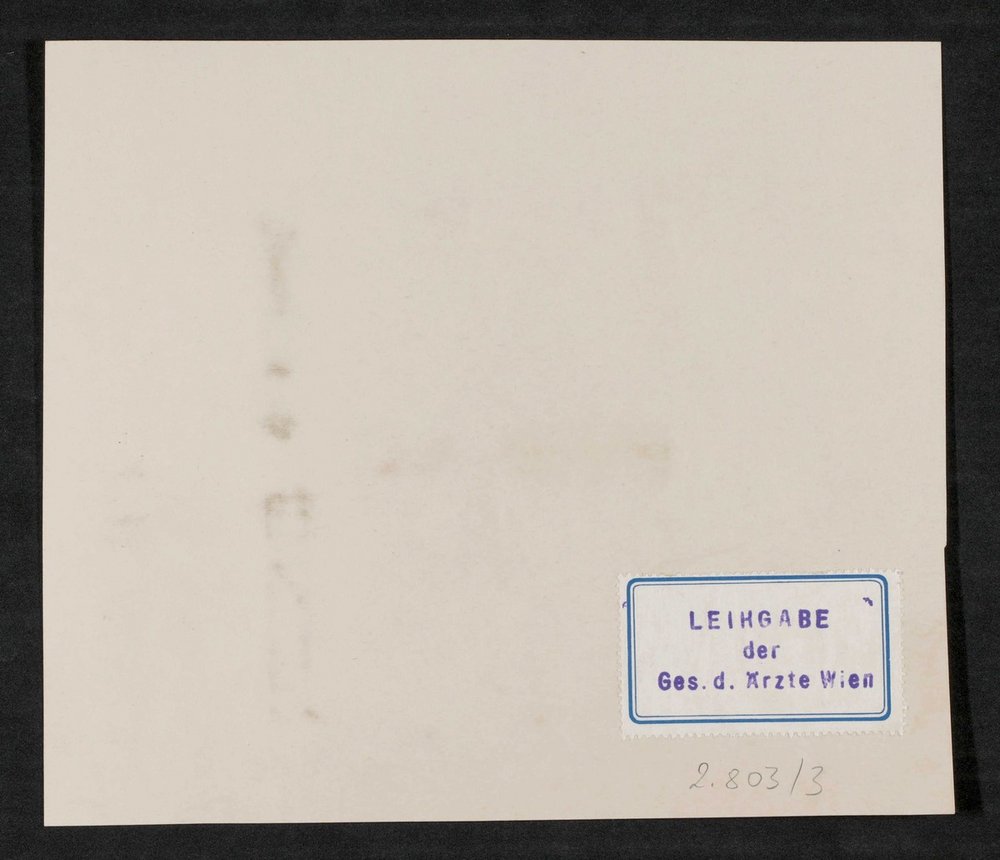 LEIHGABE
der
Ges. d. Ärzte Wien
2.803/3